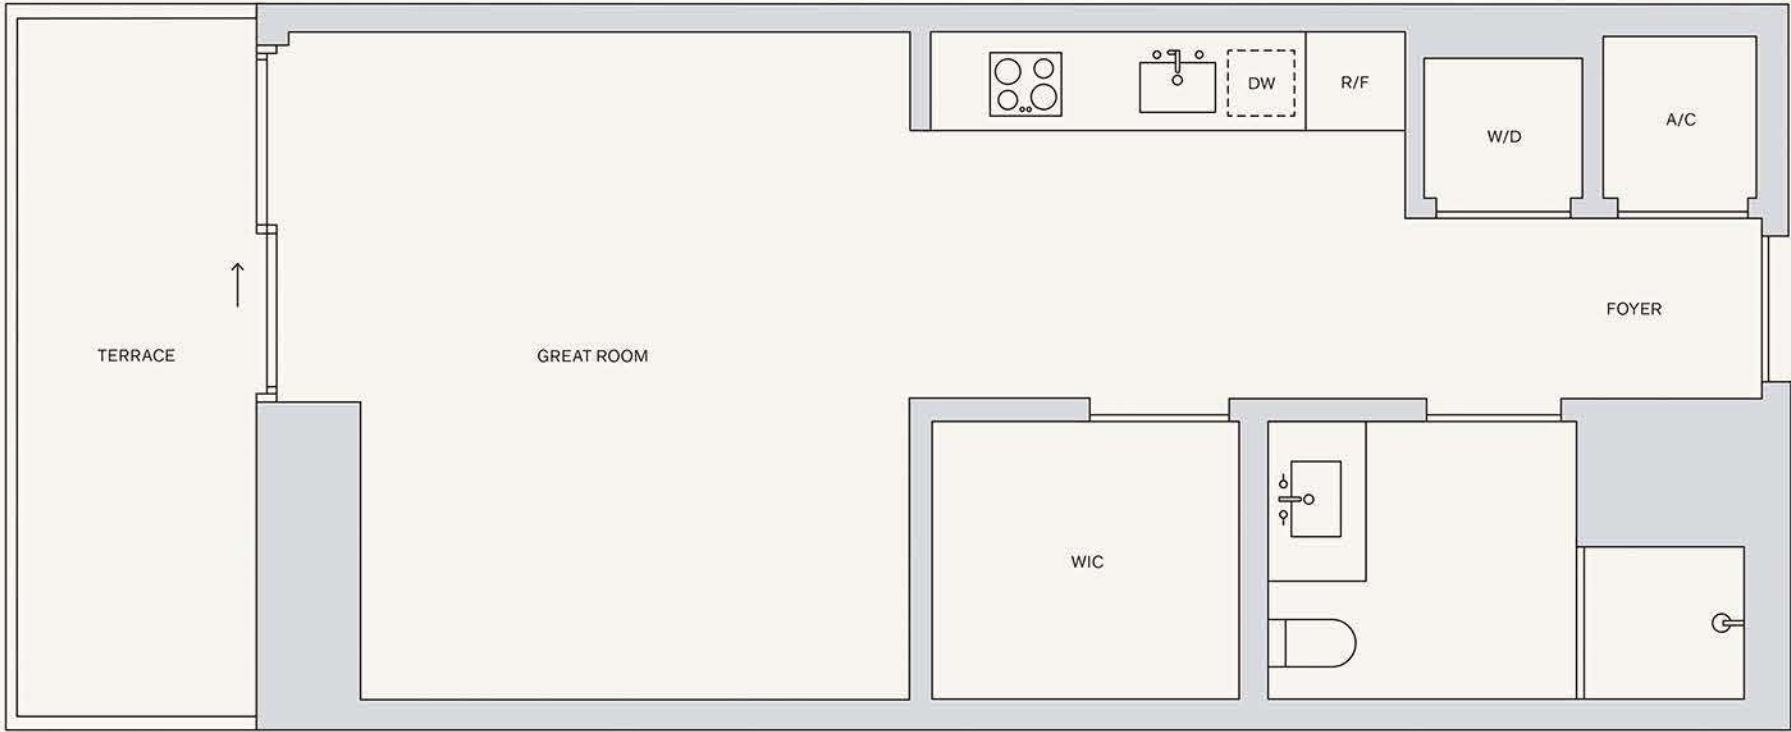 DW
R/F
W/D
A/C
FOYER
TERRACE
GREAT ROOM
WIC